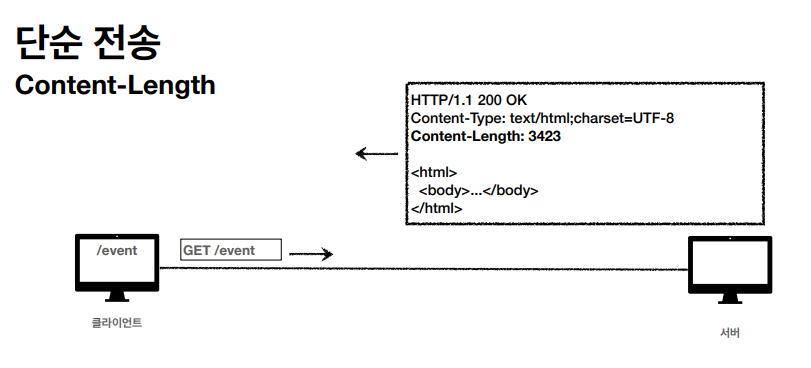 단순 전송
Content-Length
HTTP/1.1 200 OK
Content-Type: text/html;charset=UTF-8
Content-Length: 3423
<html>
<body>...</body>
</html>
/event
GET /event
클라이언트
서버